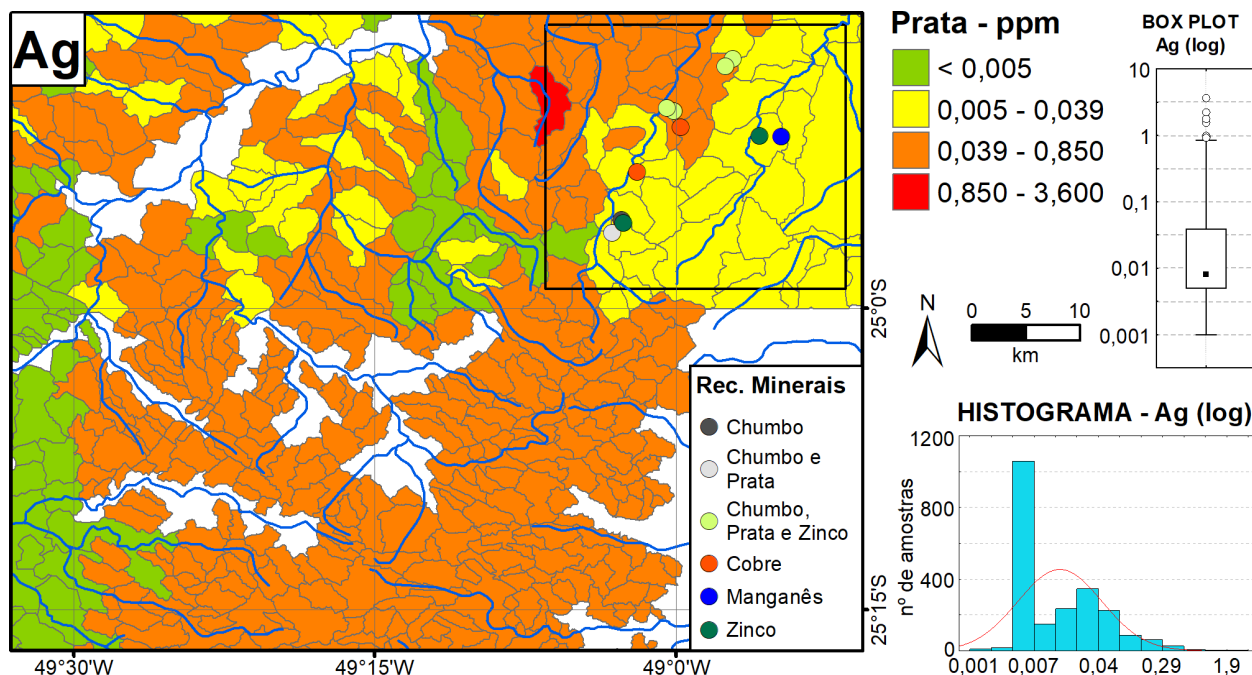 Ag
Prata - ppm
< 0,005
0,005 - 0,039
0,039 - 0,850
0,850 - 3,600
BOX PLOT
Ag (log)
10
1
0,1
0,01
0,001
N
0 5 10
km
25°0'S
25°15'S
49°30'W 49°15'W 49°0'W
Rec. Minerais
Chumbo
Chumbo e
Prata
Chumbo,
Prata e Zinco
Cobre
Manganês
Zinco
HISTOGRAMA - Ag (log)
nº de amostras
1200
800
400
0
0,001 0,007 0,04 0,29 1,9